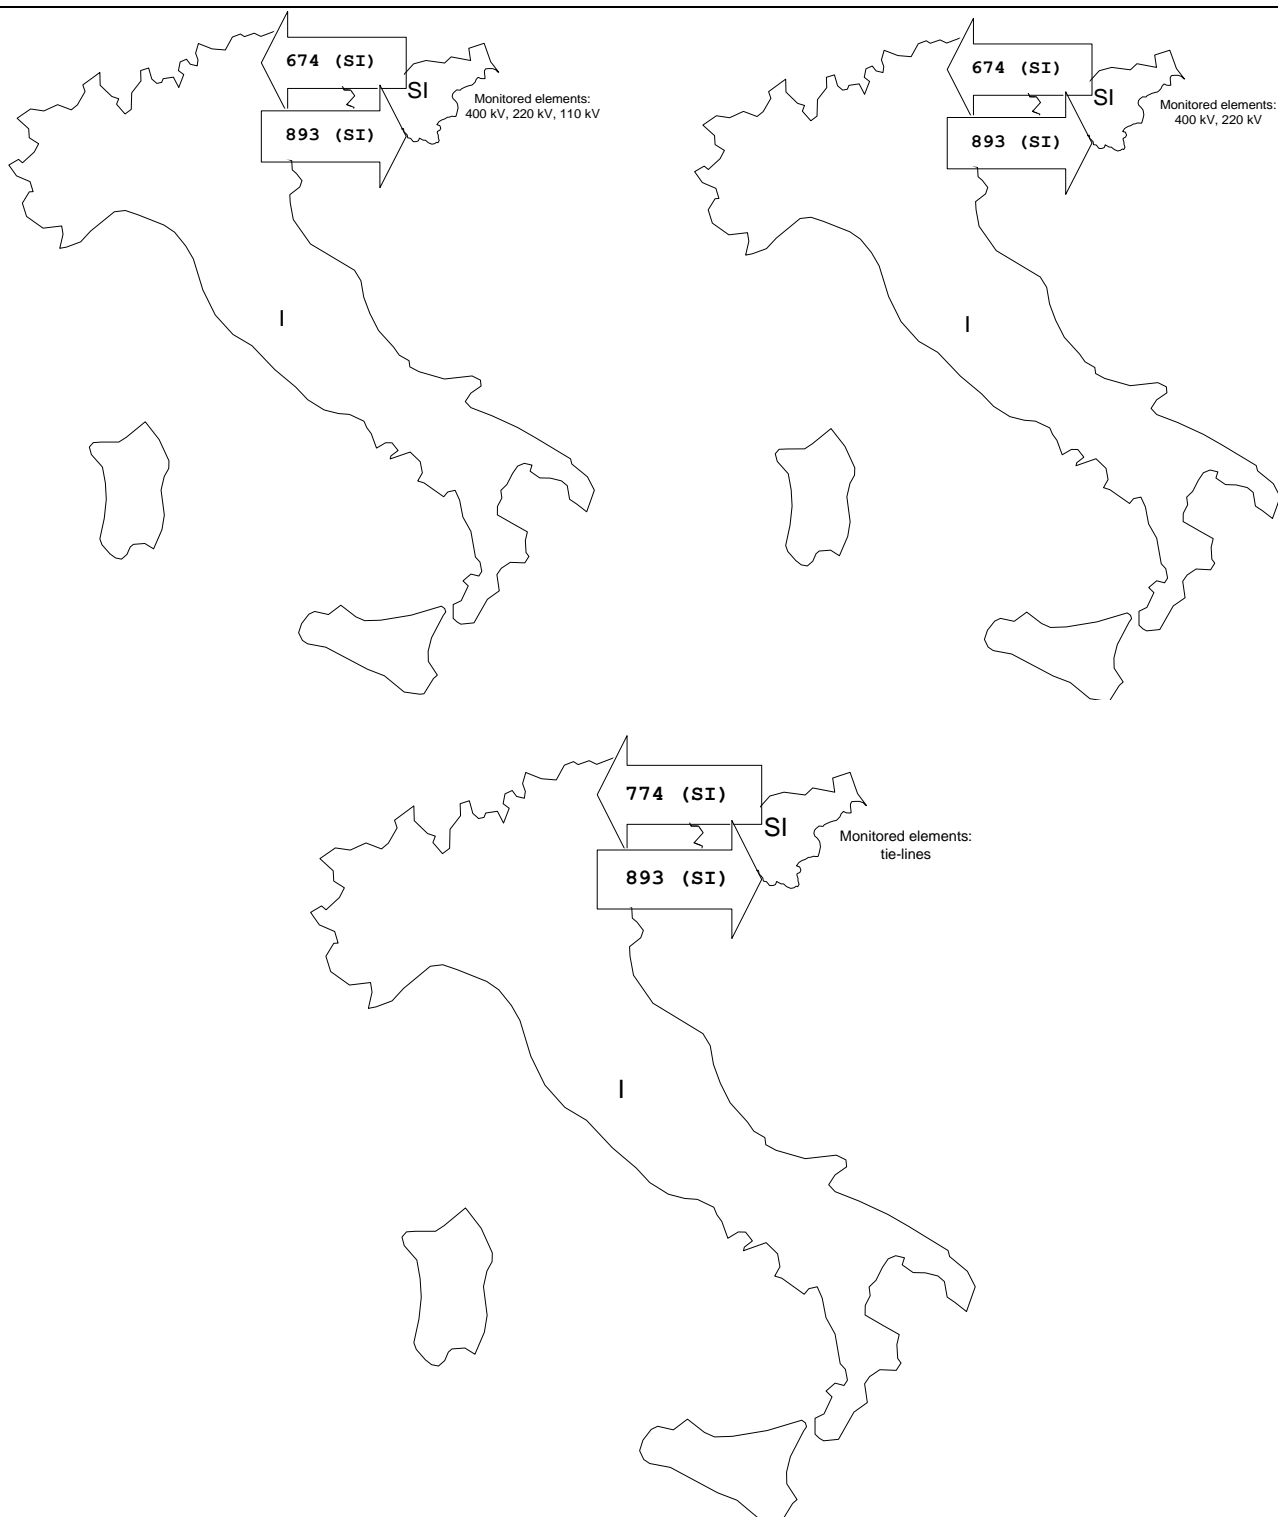 674 (SI)
SI
Monitored elements:
400 kV, 220 kV, 110 kV
893 (SI)
I
674 (SI)
SI
Monitored elements:
400 kV, 220 kV
893 (SI)
I
774 (SI)
SI
Monitored elements:
tie-lines
893 (SI)
I